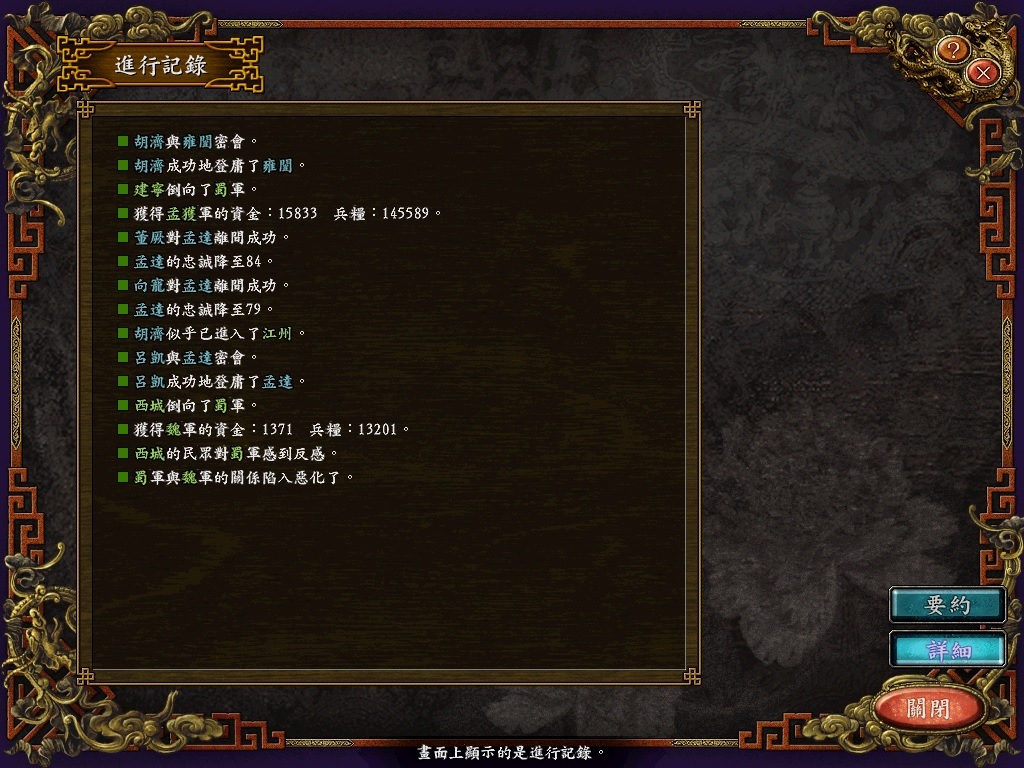 進行記錄
?
胡濟與雍闓密會。
胡濟成功地登庸了雍闓。
建寧倒向了蜀軍。
獲得孟獲軍的資金：15833 兵糧：145589。
董厥對孟達離間成功。
孟達的忠誠降至84。
向寵對孟達離間成功。
孟達的忠誠降至79。
胡濟似乎已進入了江州。
呂凱與孟達密會。
呂凱成功地登庸了孟達。
西城倒向了蜀軍。
獲得魏軍的資金：1371 兵糧：13201。
西城的民眾對蜀軍感到反感。
蜀軍與魏軍的關係陷入惡化了。
要約
詳細
關閉
畫面上顯示的是進行記錄。